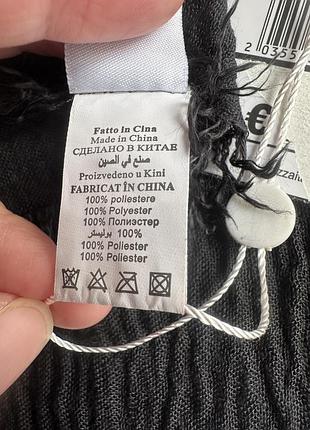 20355
€
Fatto in Cina
Made in China
СДЕЛАНО В КИТАЕ
صنع في الصين
Proizvedeno u Kini
FABRICAT ÎN CHINA
100% poliestere
100% Polyester
100% Полиэстер
100% بوليستر
100% Poliester
100% Poliester